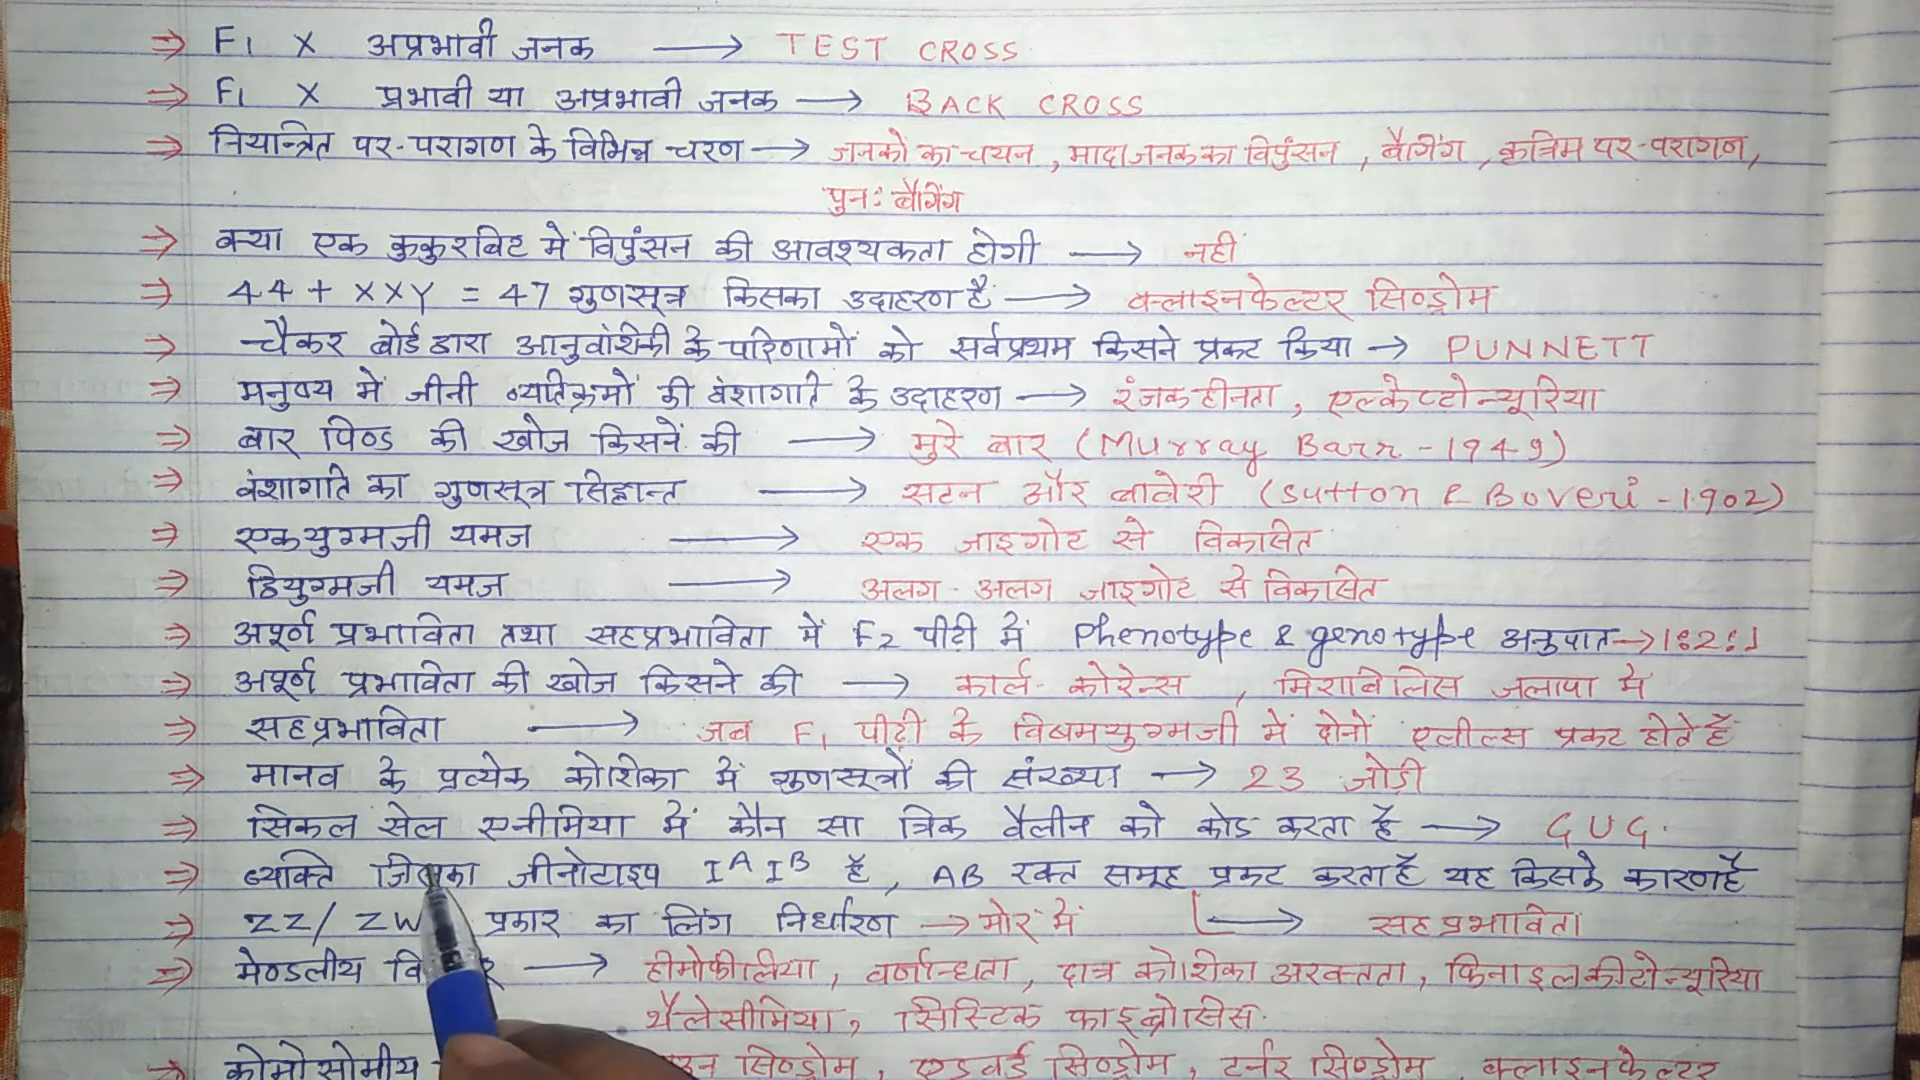 ⇒ F1 X अप्रभावी जनक → TEST CROSS
⇒ F1 X प्रभावी या अप्रभावी जनक → BACK CROSS
⇒ नियन्त्रित पर-परागण के विभिन्न चरण → जनको का चयन, मादा जनक का विपुंसन, बैगिंग, कृत्रिम पर-परागन,
पुनः बैगिंग
⇒ क्या एक कुकुरबिट में विपुंसन की आवश्यकता होगी → नहीं
⇒ 44 + XXY = 47 गुणसूत्र किसका उदाहरण है → क्लाइनफेल्टर सिण्ड्रोम
⇒ चैकर बोर्ड द्वारा आनुवांशिकी के परिणामों को सर्वप्रथम किसने प्रकट किया → PUNNETT
⇒ मनुष्य में जीनी व्यतिक्रमों की वंशागति के उदाहरण → रंजकहीनता, एल्केप्टोन्यूरिया
⇒ बार पिण्ड की खोज किसनें की → मुरे बार (Murray Barr - 1949)
⇒ वंशागति का गुणसूत्र सिद्धान्त → सटन और बावेरी (Sutton & Boveri - 1902)
⇒ एकयुग्मजी यमज → एक जाइगोट से विकासित
⇒ द्वियुग्मजी यमज → अलग - अलग जाइगोट से विकासित
⇒ अपूर्ण प्रभाविता तथा सहप्रभाविता में F2 पीढ़ी में Phenotype & genotype अनुपात → 1:2:1
⇒ अपूर्ण प्रभाविता की खोज किसने की → कार्ल कोरेन्स, मिराबिलिस जलापा में
⇒ सहप्रभाविता → जब F1 पीढ़ी के विषमयुग्मजी में दोनों एलील्स प्रकट होते हैं
⇒ मानव के प्रत्येक कोशिका में गुणसूत्रों की संख्या → 23 जोड़ी
⇒ सिकल सेल एनीमिया में कौन सा त्रिक वैलीन को कोड करता है → GUG.
⇒ व्यक्ति जिसका जीनोटाइप I^A I^B है, AB रक्त समूह प्रकट करता है यह किसके कारण है
⇒ ZZ/ZW प्रकार का लिंग निर्धारण → मोर में → सहप्रभाविता
⇒ मेण्डलीय → हीमोफीलिया, वर्णान्धता, दात्र कोशिका अरक्तता, फिनाइलकीटोन्यूरिया
थैलेसीमिया, सिस्टिक फाइब्रोसिस.
⇒ क्रोमोसोमीय सिण्ड्रोम, एडवर्ड सिण्ड्रोम, टर्नर सिण्ड्रोम, क्लाइनफेल्टर